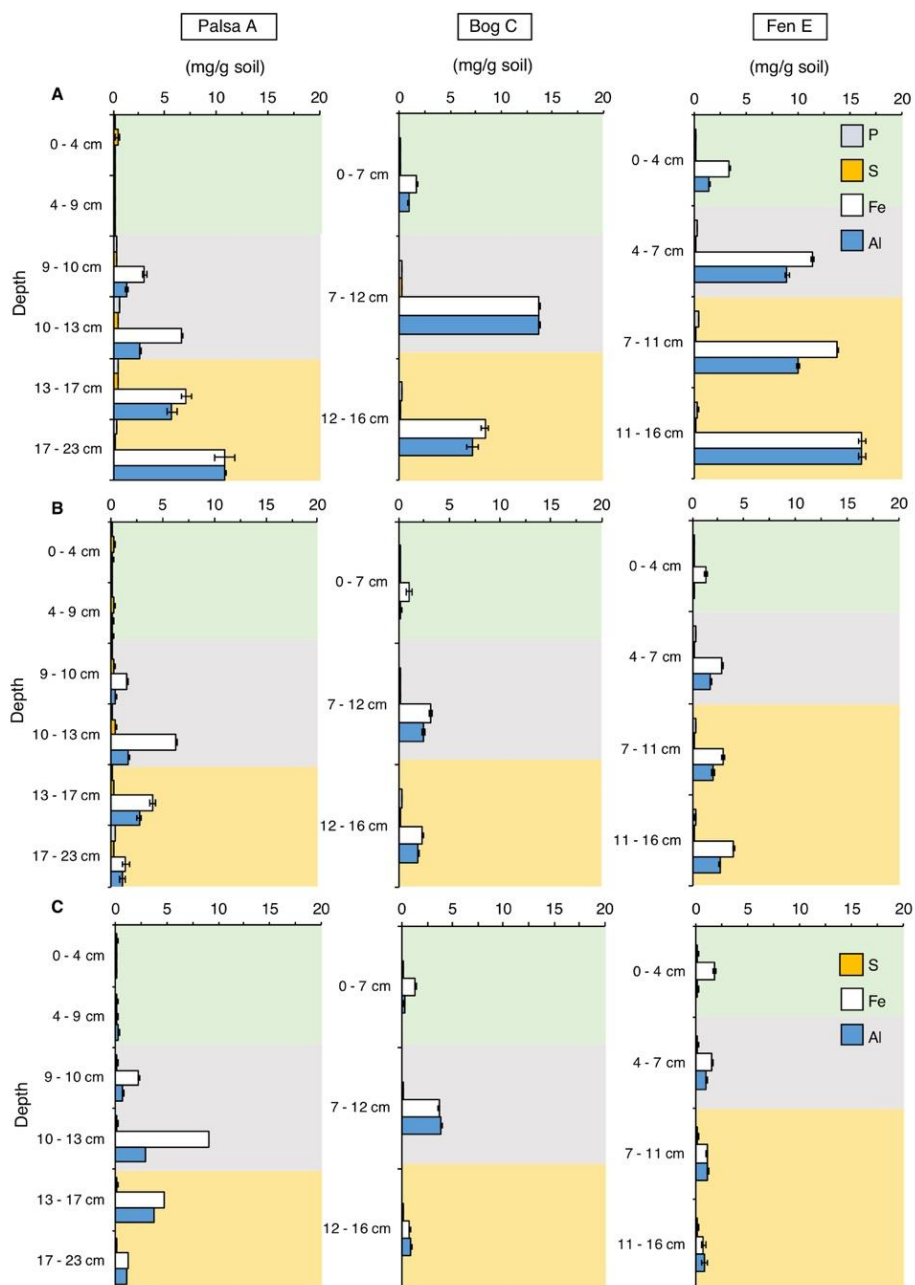 Palsa A
Bog C
Fen E
(mg/g soil)
(mg/g soil)
(mg/g soil)
A
0 5 10 15 20
0 5 10 15 20
0 5 10 15 20
Depth
0 - 4 cm
4 - 9 cm
9 - 10 cm
10 - 13 cm
13 - 17 cm
17 - 23 cm
0 - 7 cm
7 - 12 cm
12 - 16 cm
0 - 4 cm
4 - 7 cm
7 - 11 cm
11 - 16 cm
P
S
Fe
Al
B
0 5 10 15 20
0 5 10 15 20
0 5 10 15 20
Depth
0 - 4 cm
4 - 9 cm
9 - 10 cm
10 - 13 cm
13 - 17 cm
17 - 23 cm
0 - 7 cm
7 - 12 cm
12 - 16 cm
0 - 4 cm
4 - 7 cm
7 - 11 cm
11 - 16 cm
C
0 5 10 15 20
0 5 10 15 20
0 5 10 15 20
Depth
0 - 4 cm
4 - 9 cm
9 - 10 cm
10 - 13 cm
13 - 17 cm
17 - 23 cm
0 - 7 cm
7 - 12 cm
12 - 16 cm
0 - 4 cm
4 - 7 cm
7 - 11 cm
11 - 16 cm
S
Fe
Al